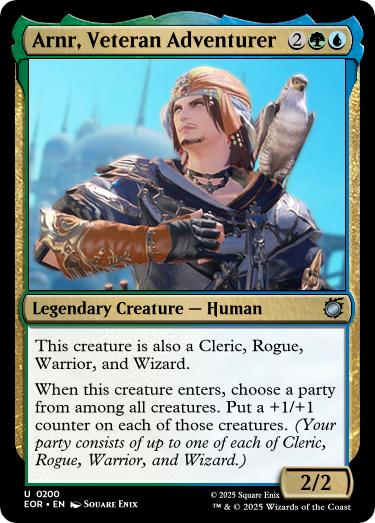 Arnr, Veteran Adventurer 2
Legendary Creature — Human
This creature is also a Cleric, Rogue,
Warrior, and Wizard.
When this creature enters, choose a party
from among all creatures. Put a +1/+1
counter on each of those creatures. (Your
party consists of up to one of each of Cleric,
Rogue, Warrior, and Wizard.)
2/2
U 0200
EOR • EN Square Enix
© 2025 Square Enix
™ & © 2025 Wizards of the Coast